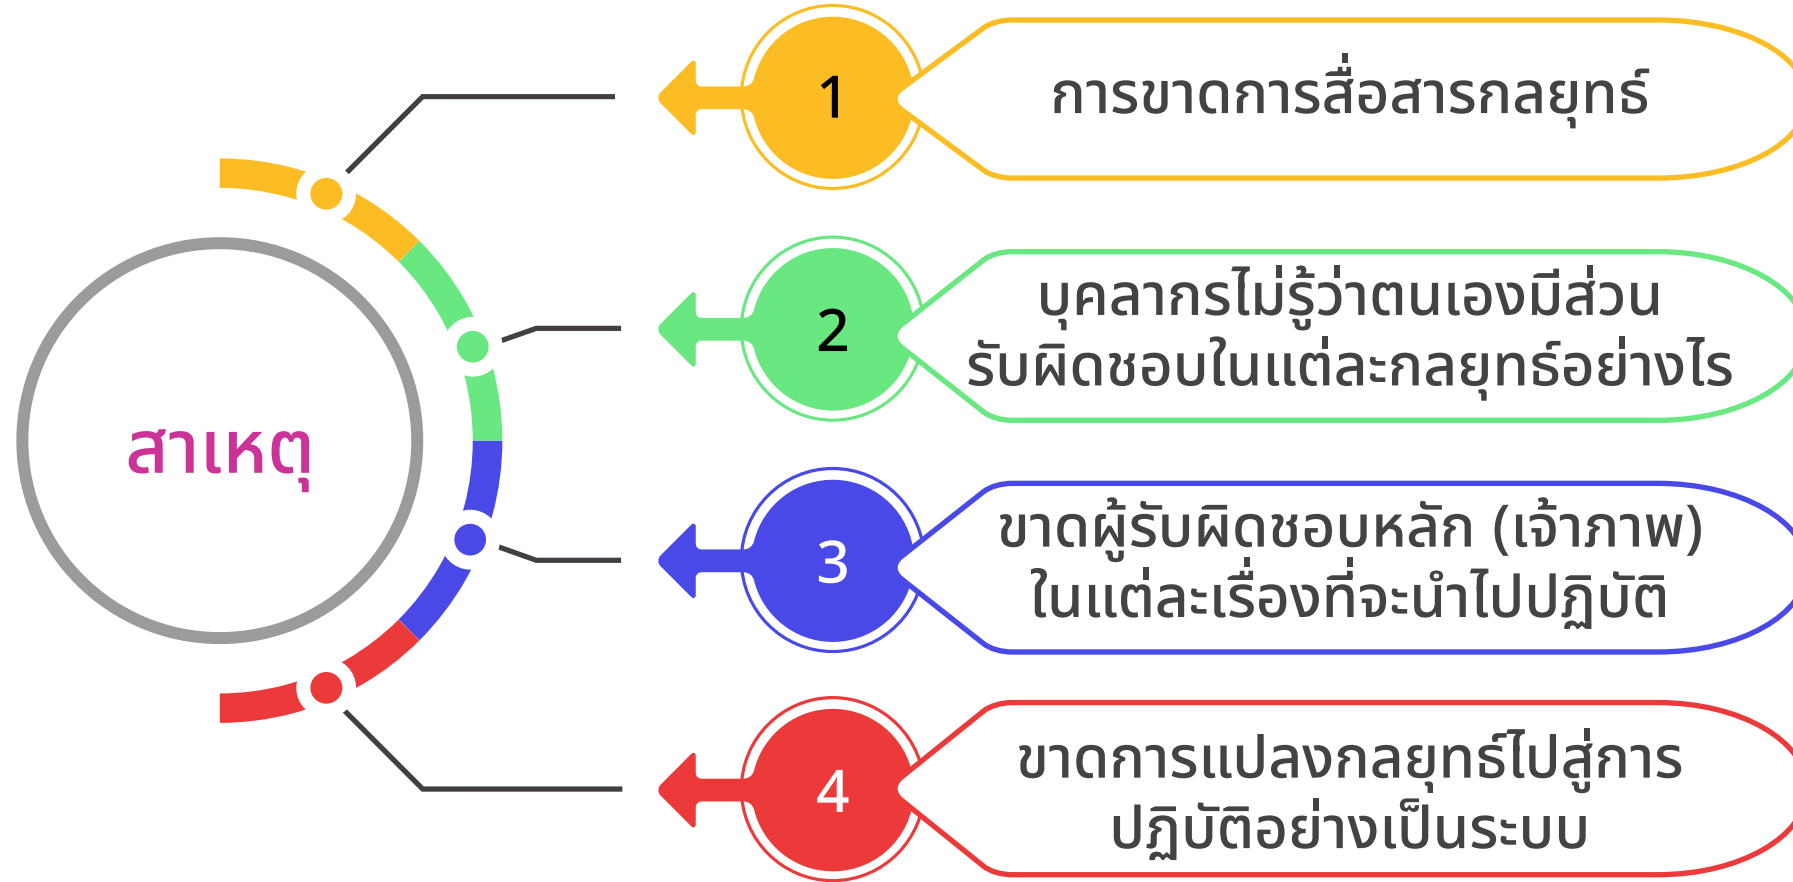 สาเหตุ
1
การขาดการสื่อสารกลยุทธ์
2
บุคลากรไม่รู้ว่าตนเองมีส่วน
รับผิดชอบในแต่ละกลยุทธ์อย่างไร
3
ขาดผู้รับผิดชอบหลัก (เจ้าภาพ)
ในแต่ละเรื่องที่จะนำไปปฏิบัติ
4
ขาดการแปลงกลยุทธ์ไปสู่การ
ปฏิบัติอย่างเป็นระบบ